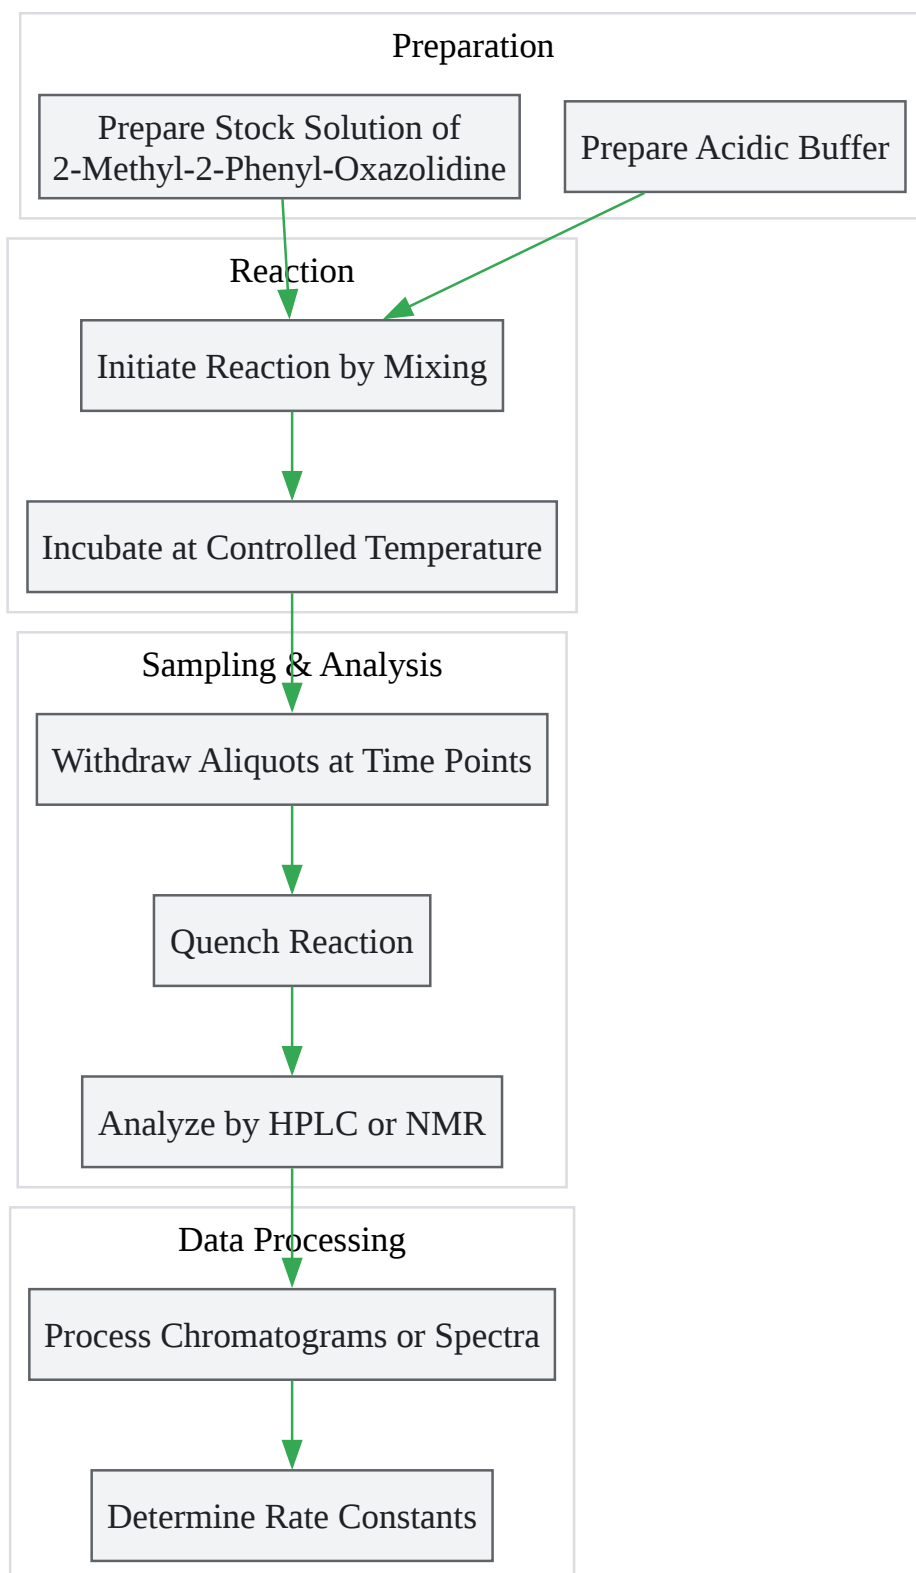 Preparation
Prepare Stock Solution of
2-Methyl-2-Phenyl-Oxazolidine
Prepare Acidic Buffer
Reaction
Initiate Reaction by Mixing
Incubate at Controlled Temperature
Sampling & Analysis
Withdraw Aliquots at Time Points
Quench Reaction
Analyze by HPLC or NMR
Data Processing
Process Chromatograms or Spectra
Determine Rate Constants